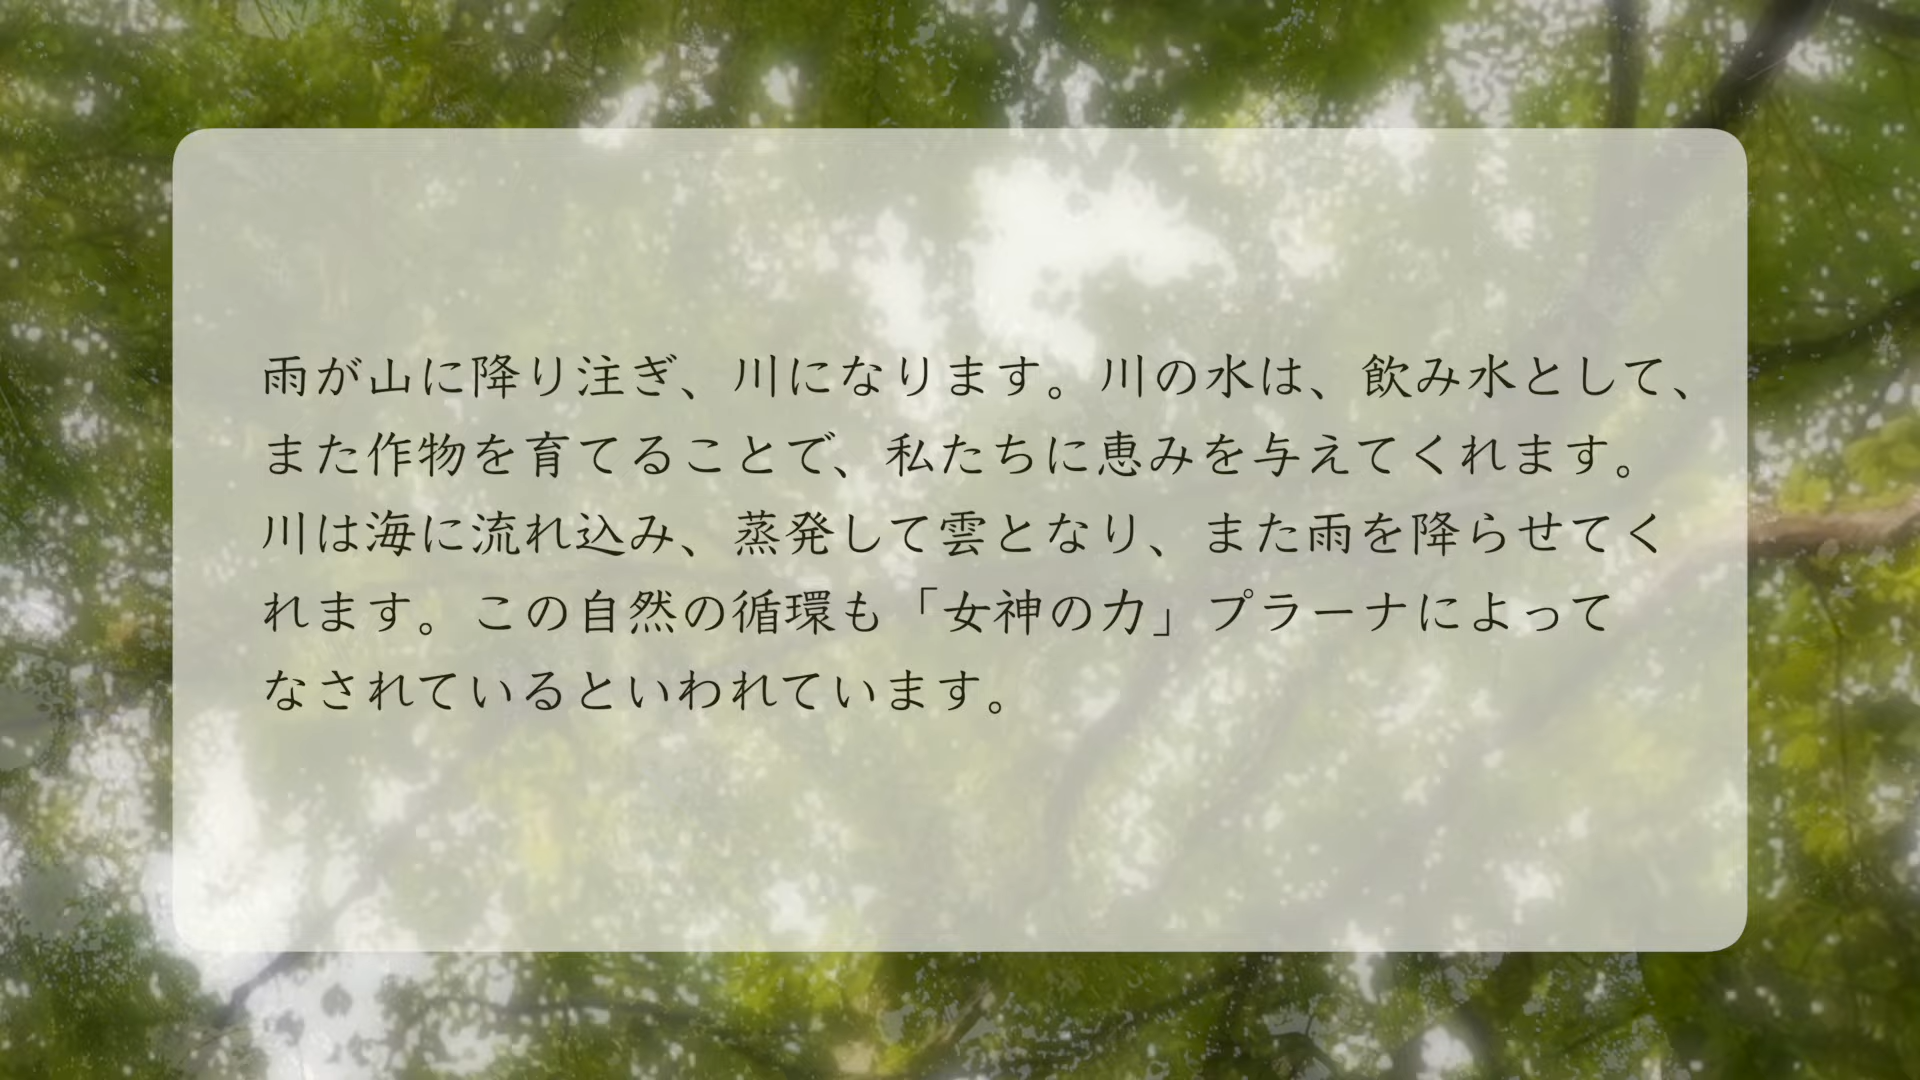 雨が山に降り注ぎ、川になります。川の水は、飲み水として、
また作物を育てることで、私たちに恵みを与えてくれます。
川は海に流れ込み、蒸発して雲となり、また雨を降らせてく
れます。この自然の循環も「女神の力」プラーナによって
なされているといわれています。